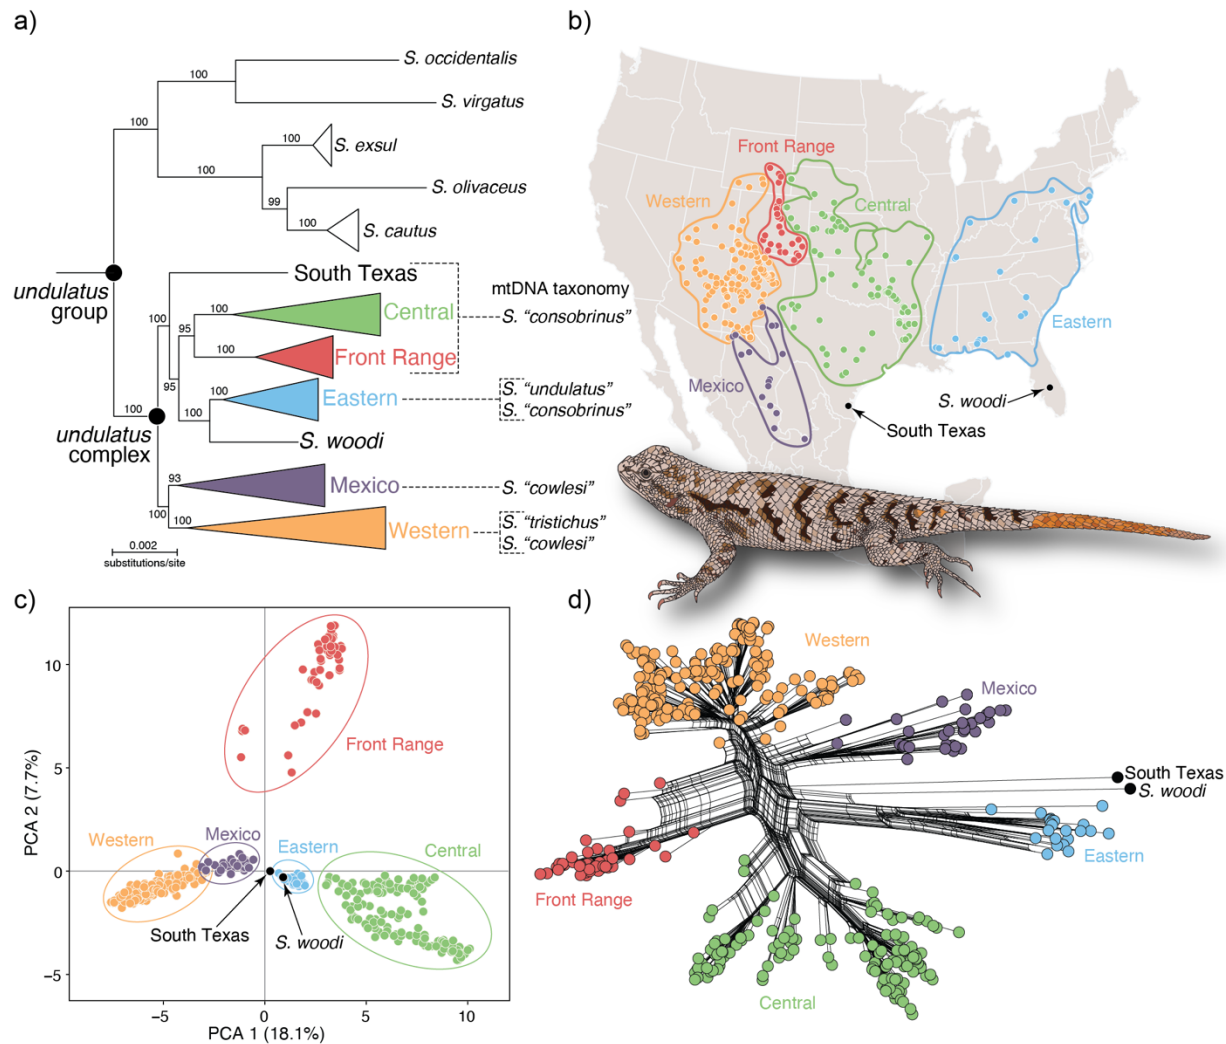 a)
100
S. occidentalis
S. virgatus
100
100
S. exsul
100
S. olivaceus
99
100
S. cautus
undulatus
group
South Texas
mtDNA taxonomy
100
Central
S. “consobrinus”
100
95
100
Front Range
95
100
Eastern
S. “undulatus”
S. “consobrinus”
100
S. woodi
100
undulatus
complex
93
Mexico
S. “cowlesi”
100
100
Western
S. “tristichus”
S. “cowlesi”
0.002
substitutions/site
b)
Front Range
Western
Central
Eastern
Mexico
S. woodi
South Texas
c)
10
5
0
−5
PCA 2 (7.7%)
Front Range
Western
Mexico
Eastern
Central
South Texas
S. woodi
−5
0
5
10
PCA 1 (18.1%)
d)
Western
Mexico
South Texas
S. woodi
Eastern
Front Range
Central